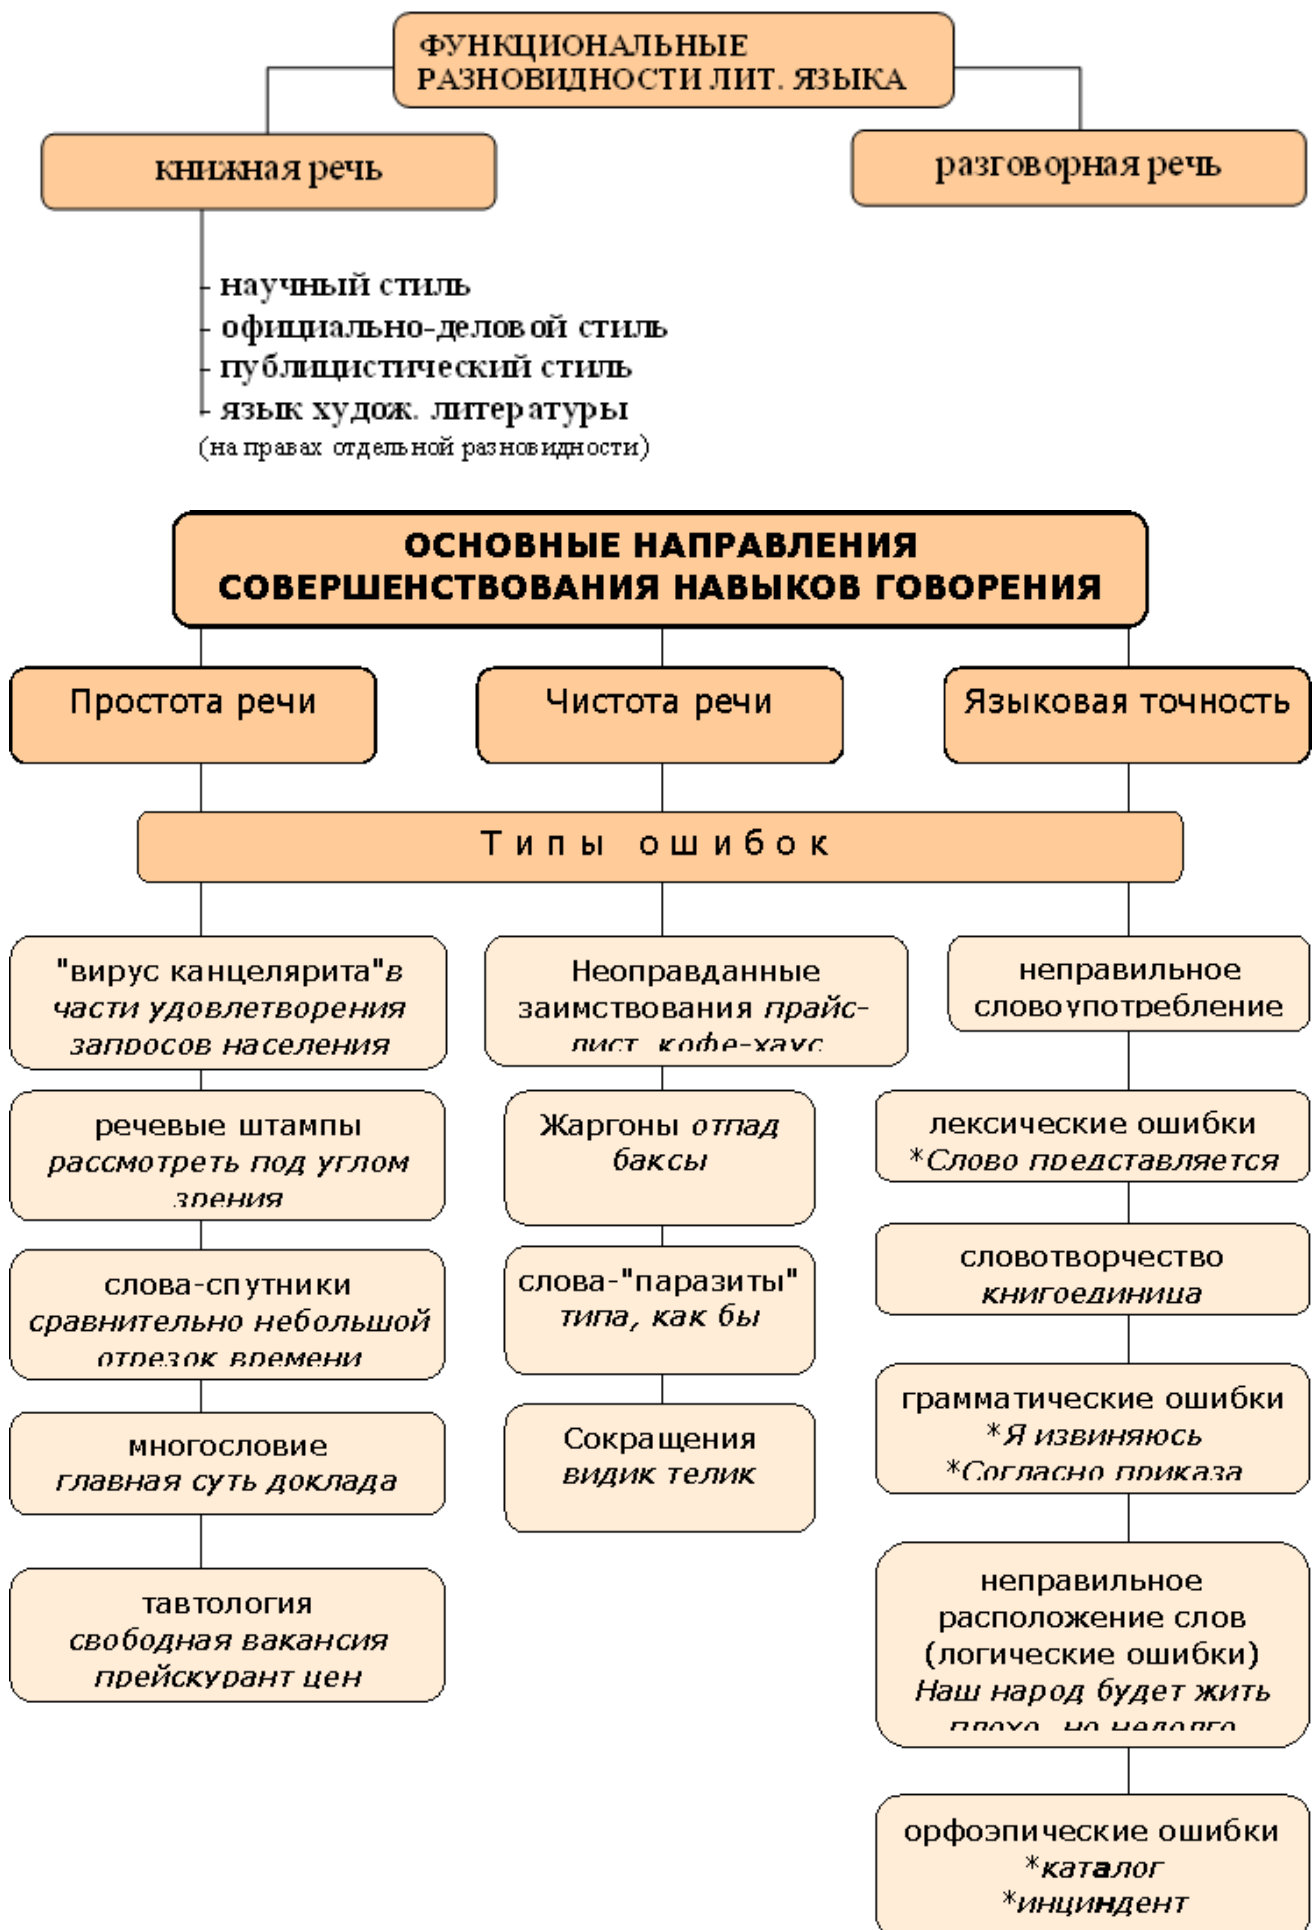 ФУНКЦИОНАЛЬНЫЕ
РАЗНОВИДНОСТИ ЛИТ. ЯЗЫКА
книжная речь
разговорная речь
- научный стиль
- официально-деловой стиль
- публицистический стиль
- язык худож. литературы
(на правах отдельной разновидности)
ОСНОВНЫЕ НАПРАВЛЕНИЯ
СОВЕРШЕНСТВОВАНИЯ НАВЫКОВ ГОВОРЕНИЯ
Простота речи
Чистота речи
Языковая точность
Типы ошибок
"вирус канцелярита"в
части удовлетворения
запросов населения
речевые штампы
рассмотреть под углом
зрения
слова-спутники
сравнительно небольшой
отрезок времени
многословие
главная суть доклада
тавтология
свободная вакансия
прейскурант цен
Неоправданные
заимствования прайс-
лист, кофе-хаус
Жаргоны отпад
баксы
слова-"паразиты"
типа, как бы
Сокращения
видик телик
неправильное
словоупотребление
лексические ошибки
*Слово представляется
словотворчество
книгоединица
грамматические ошибки
*Я извиняюсь
*Согласно приказа
неправильное
расположение слов
(логические ошибки)
Наш народ будет жить
плохо, но недолго
орфоэпические ошибки
*каталог
*инциндент